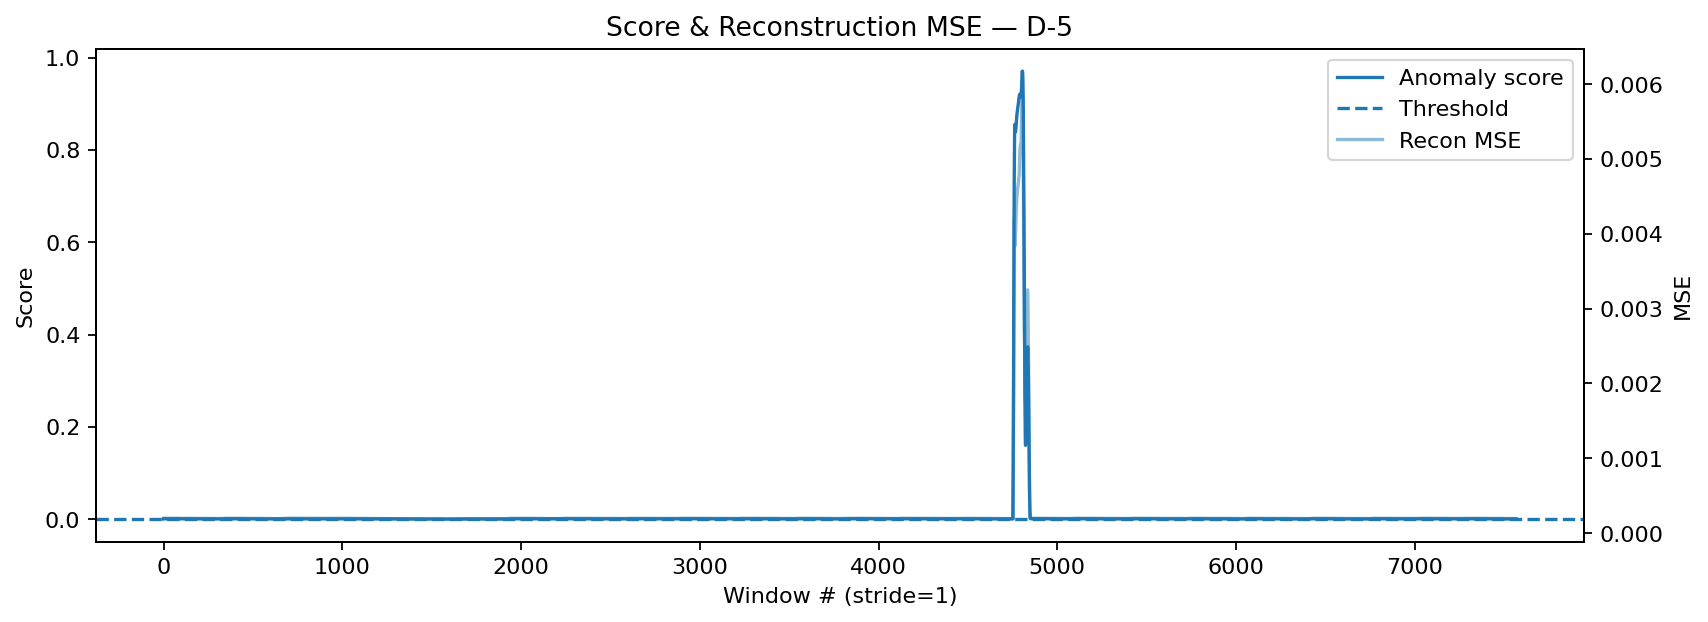 Score & Reconstruction MSE — D-5
Anomaly score
Threshold
Recon MSE
Score
1.0
0.8
0.6
0.4
0.2
0.0
MSE
0.006
0.005
0.004
0.003
0.002
0.001
0.000
0 1000 2000 3000 4000 5000 6000 7000
Window # (stride=1)